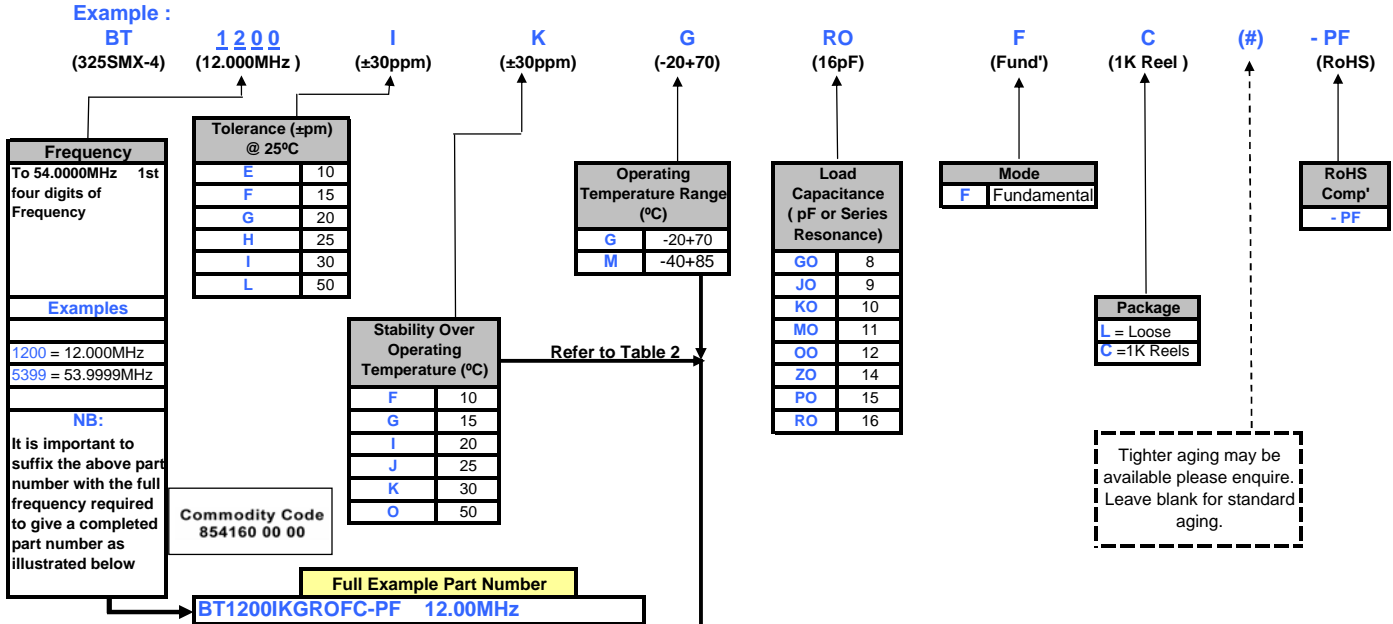 Example :
BT 1200 I K G RO F C (#) - PF
(325SMX-4) (12.000MHz ) (±30ppm) (±30ppm) (-20+70) (16pF) (Fund') (1K Reel ) (RoHS)
Frequency
To 54.0000MHz 1st
four digits of
Frequency
Examples
1200 = 12.000MHz
5399 = 53.9999MHz
NB:
It is important to
suffix the above part
number with the full
frequency required
to give a completed
part number as
illustrated below
Tolerance (±pm)
@ 25ºC
E 10
F 15
G 20
H 25
I 30
L 50
Commodity Code
854160 00 00
Stability Over
Operating
Temperature (ºC)
F 10
G 15
I 20
J 25
K 30
O 50
Refer to Table 2
Operating
Temperature Range
(ºC)
G -20+70
M -40+85
Load
Capacitance
( pF or Series
Resonance)
GO 8
JO 9
KO 10
MO 11
OO 12
ZO 14
PO 15
RO 16
Mode
F Fundamental
Package
L = Loose
C =1K Reels
RoHS
Comp'
- PF
Tighter aging may be
available please enquire.
Leave blank for standard
aging.
Full Example Part Number
BT1200IKGROFC-PF 12.00MHz